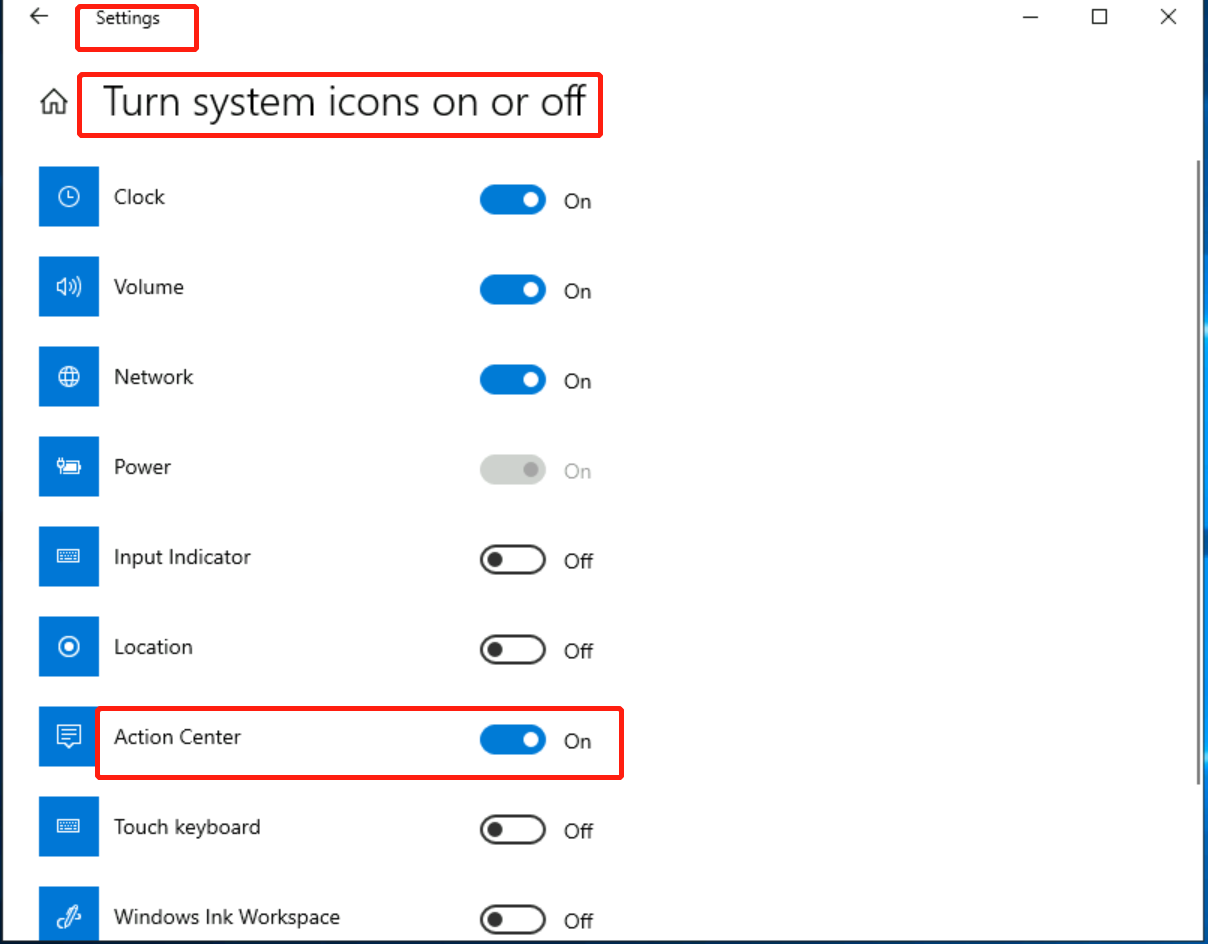 Settings
Turn system icons on or off
Clock On
Volume On
Network On
Power On
Input Indicator Off
Location Off
Action Center On
Touch keyboard Off
Windows Ink Workspace Off